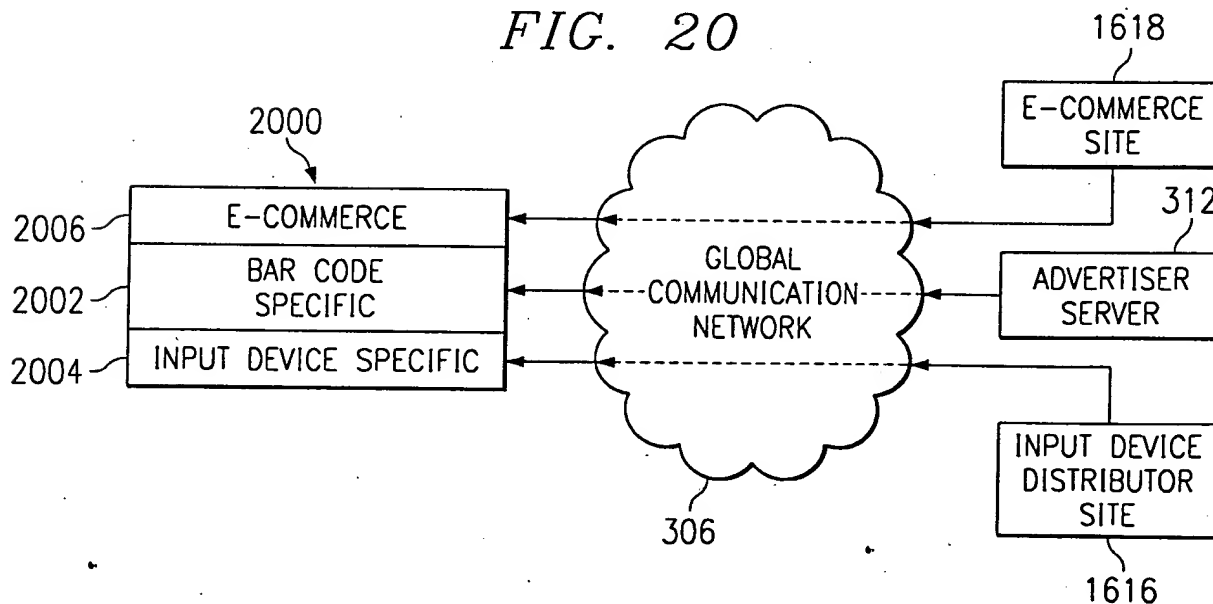 FIG. 20
1618
E-COMMERCE
SITE
2000
312
2006
E-COMMERCE
2002
BAR CODE
SPECIFIC
GLOBAL
COMMUNICATION
NETWORK
ADVERTISER
SERVER
2004
INPUT DEVICE SPECIFIC
INPUT DEVICE
DISTRIBUTOR
SITE
306
1616